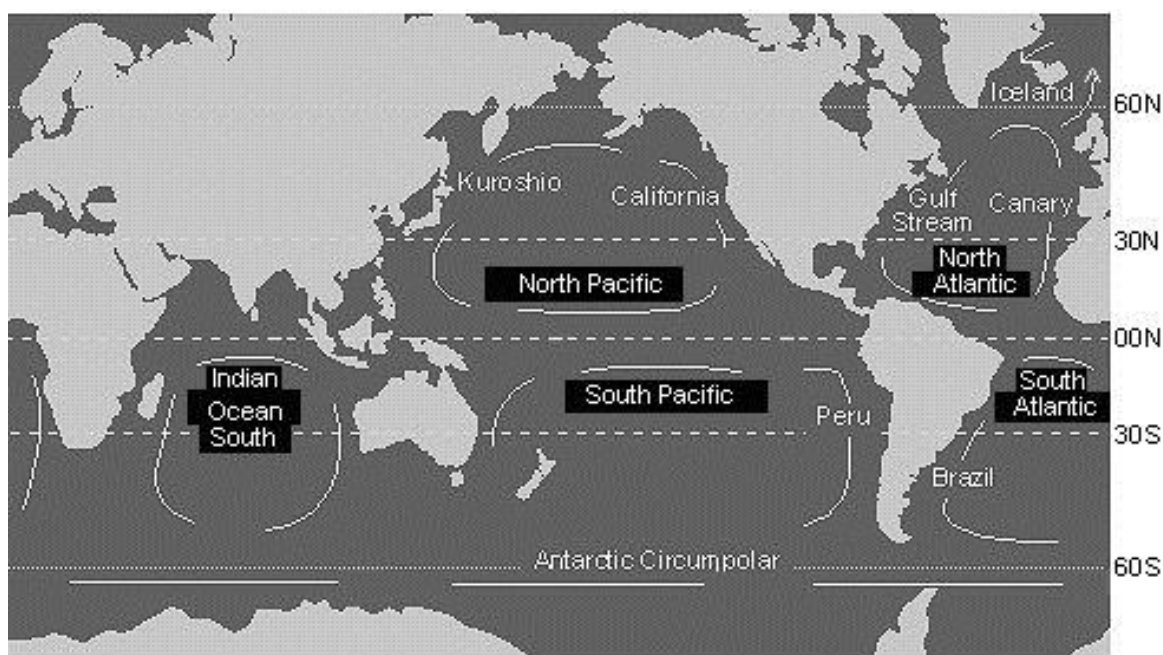 Iceland
60N
Kuroshio
California
Gulf
Stream
Canary
30N
North
Atlantic
North Pacific
00N
Indian
Ocean
South
South Pacific
South
Atlantic
Peru
30S
Brazil
Antarctic Circumpolar
60S